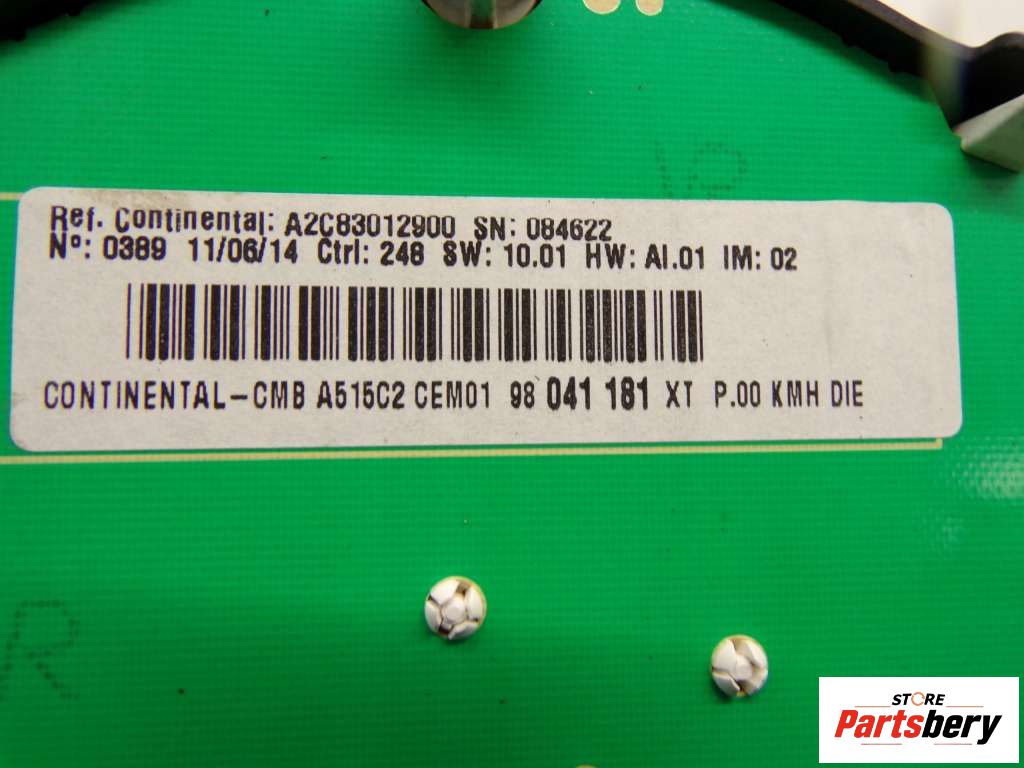 Ref. Continental: A2C83012900 SN: 084622
Nº: 0389 11/06/14 Ctrl: 248 SW: 10.01 HW: AI.01 IM: 02
CONTINENTAL-CMB A515C2 CEM01 98 041 181 XT P.00 KMH DIE
R
STORE
Partsbery